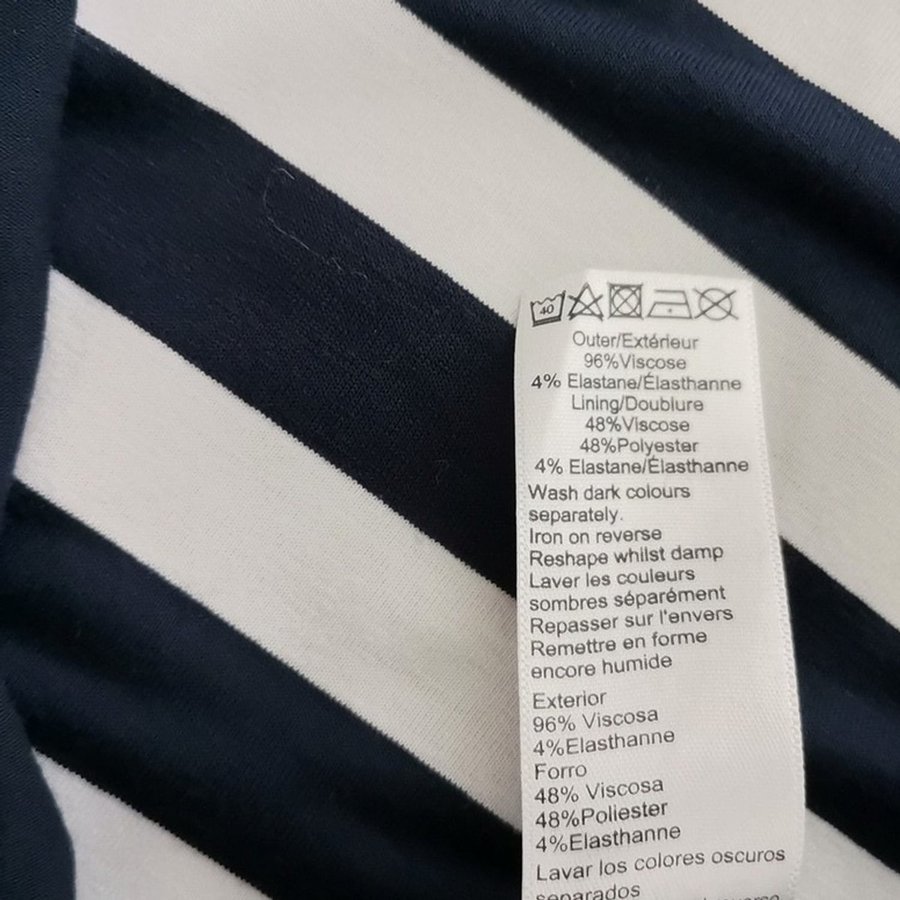 40
Outer/Extérieur
96%Viscose
4% Elastane/Élasthanne
Lining/Doublure
48%Viscose
48%Polyester
4% Elastane/Élasthanne
Wash dark colours
separately.
Iron on reverse
Reshape whilst damp
Laver les couleurs
sombres séparément
Repasser sur l'envers
Remettre en forme
encore humide
Exterior
96% Viscosa
4%Elasthanne
Forro
48% Viscosa
48%Poliester
4%Elasthanne
Lavar los colores oscuros
separados